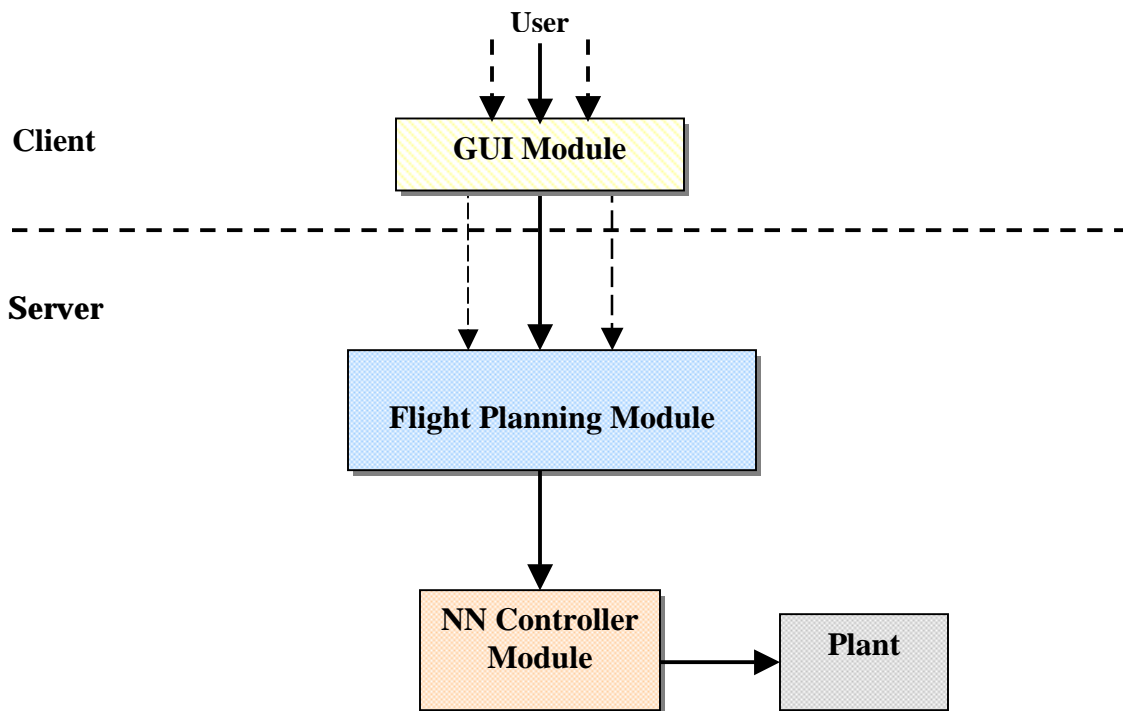 User
Client
GUI Module
Server
Flight Planning Module
NN Controller
Module
Plant